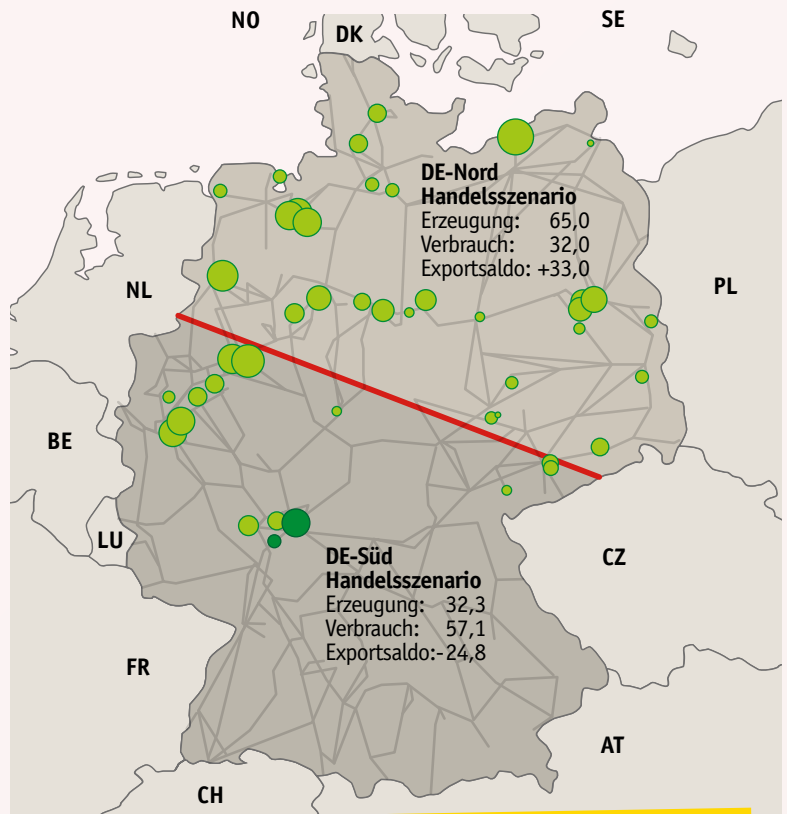 NO
DK
SE
DE-Nord
Handelsszenario
Erzeugung: 65,0
Verbrauch: 32,0
Exportsaldo: +33,0
NL
PL
BE
LU
DE-Süd
Handelsszenario
Erzeugung: 32,3
Verbrauch: 57,1
Exportsaldo:-24,8
CZ
FR
AT
CH